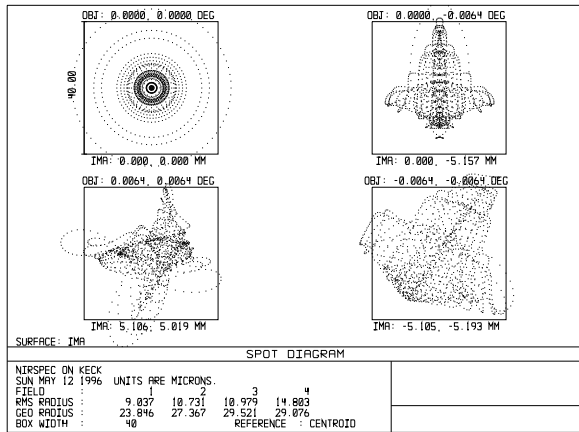 OBJ: 0.0000, 0.0000 DEG
OBJ: 0.0000, -0.0064 DEG
40.00
IMA: 0.000, 0.000 MM
IMA: 0.000, -5.157 MM
OBJ: 0.0064, 0.0064 DEG
OBJ: -0.0064, -0.0064 DEG
IMA: 5.106, 5.019 MM
IMA: -5.105, -5.193 MM
SURFACE: IMA
SPOT DIAGRAM
NIRSPEC ON KECK
SUN MAY 12 1996 UNITS ARE MICRONS.
FIELD : 1 2 3 4
RMS RADIUS : 9.037 10.731 10.979 14.803
GEO RADIUS : 23.846 27.367 29.521 29.076
BOX WIDTH : 40 REFERENCE : CENTROID